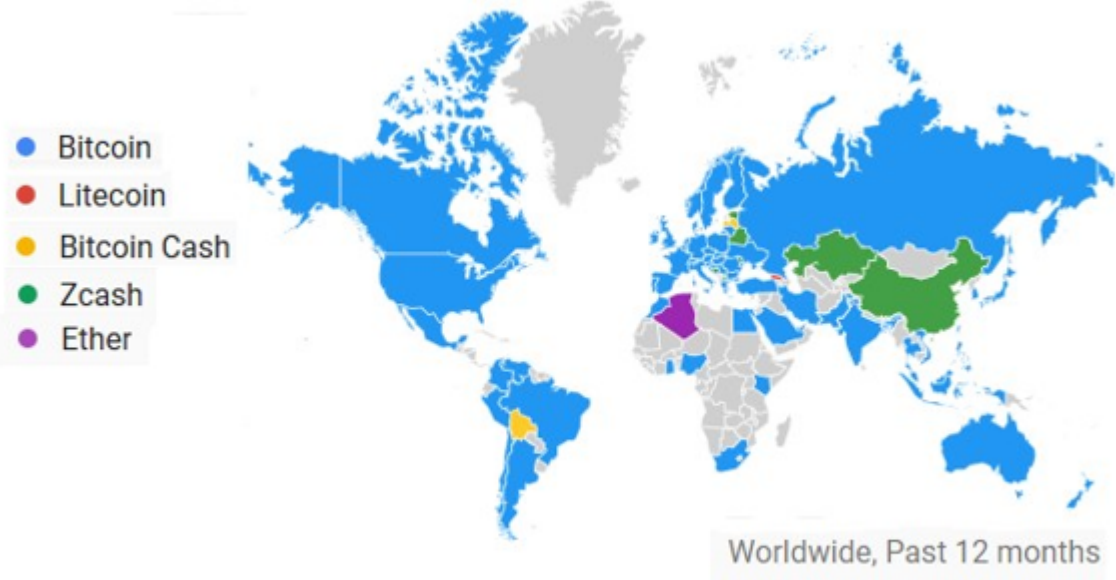 Bitcoin
Litecoin
Bitcoin Cash
Zcash
Ether
Worldwide, Past 12 months